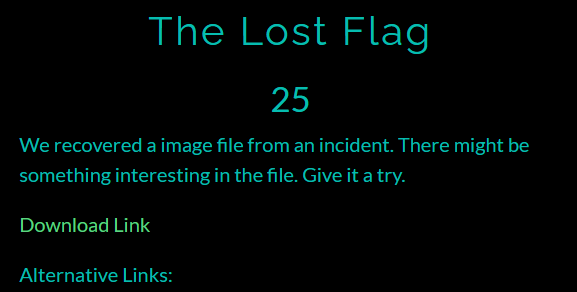 The Lost Flag
25
We recovered a image file from an incident. There might be
something interesting in the file. Give it a try.
Download Link
Alternative Links: